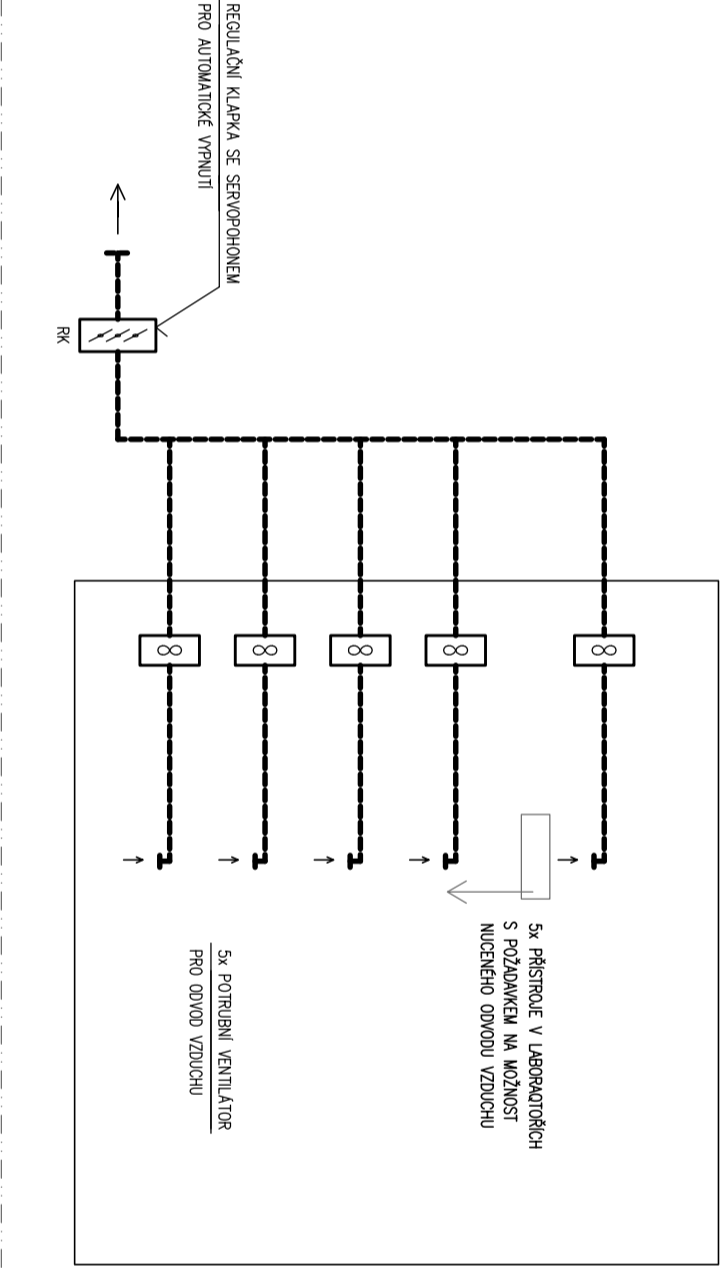 REGULAČNÍ KLAPKA SE SERVOPOHONEM
PRO AUTOMATICKÉ VYPNUTÍ
RK
5x PŘÍSTROJE V LABORAQTOŘÍCH
S POŽADAVKEM NA MOŽNOST
NUCENÉHO ODVODU VZDUCHU
5x POTRUBNÍ VENTILÁTOR
PRO ODVOD VZDUCHU